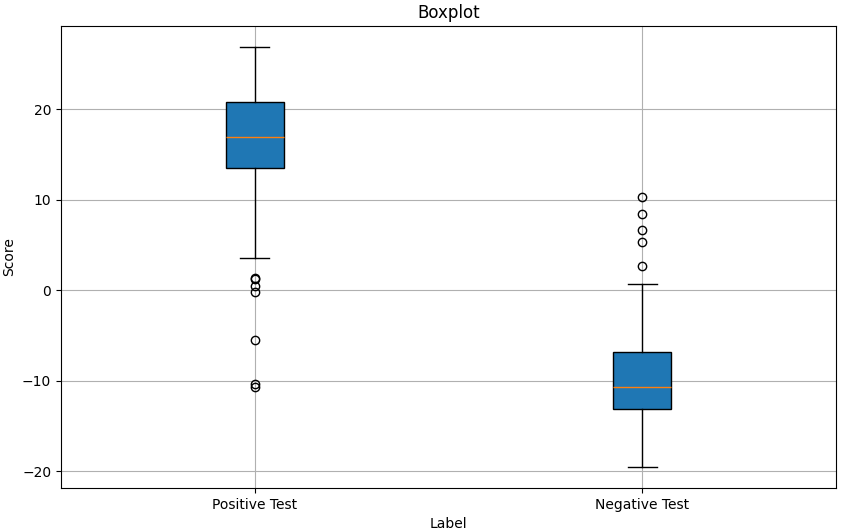 Boxplot
Score
20
10
0
−10
−20
Positive Test
Negative Test
Label